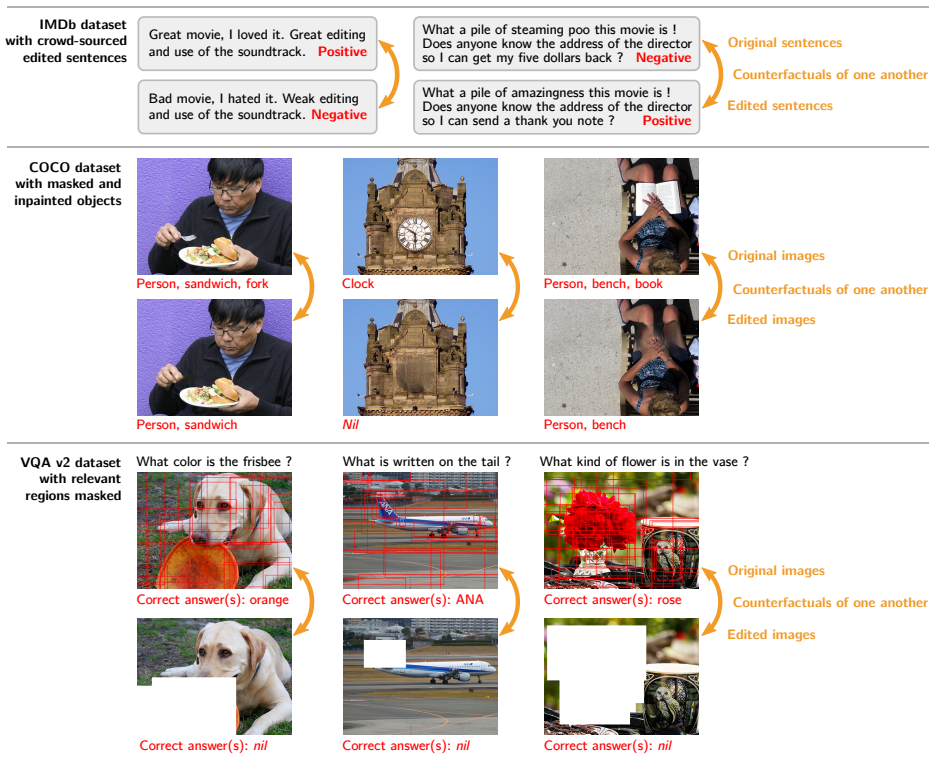 IMDb dataset
with crowd-sourced
edited sentences
Great movie, I loved it. Great editing
and use of the soundtrack. Positive
Bad movie, I hated it. Weak editing
and use of the soundtrack. Negative
What a pile of steaming poo this movie is !
Does anyone know the address of the director
so I can get my five dollars back ? Negative
What a pile of amazingness this movie is !
Does anyone know the address of the director
so I can send a thank you note ? Positive
Original sentences
Counterfactuals of one another
Edited sentences
COCO dataset
with masked and
inpainted objects
Person, sandwich, fork
Clock
Person, bench, book
Person, sandwich
Nil
Person, bench
Original images
Counterfactuals of one another
Edited images
VQA v2 dataset
with relevant
regions masked
What color is the frisbee ?
What is written on the tail ?
What kind of flower is in the vase ?
ANA
Correct answer(s): orange
Correct answer(s): ANA
Correct answer(s): rose
Correct answer(s): nil
Correct answer(s): nil
Correct answer(s): nil
Original images
Counterfactuals of one another
Edited images